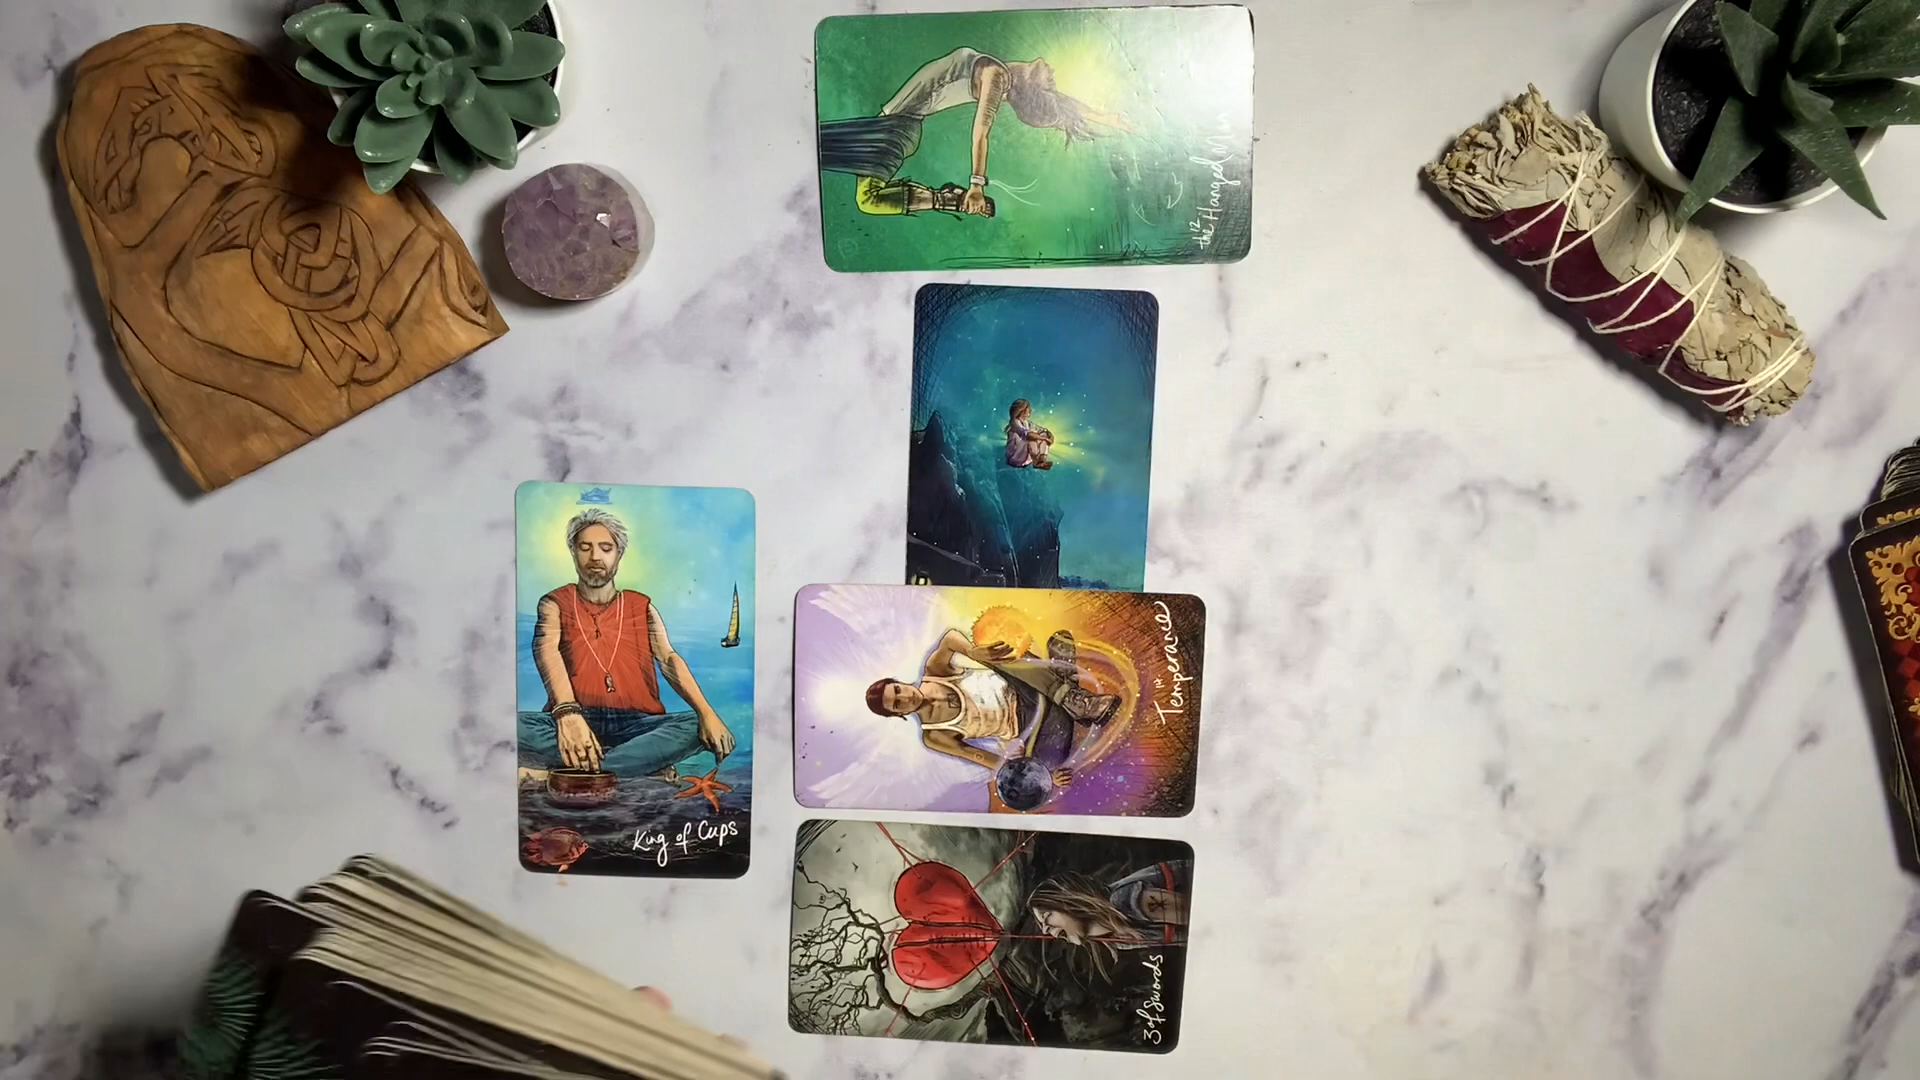 the 12 Hanged Man
King of Cups
14.
Temperance
3 of Swords